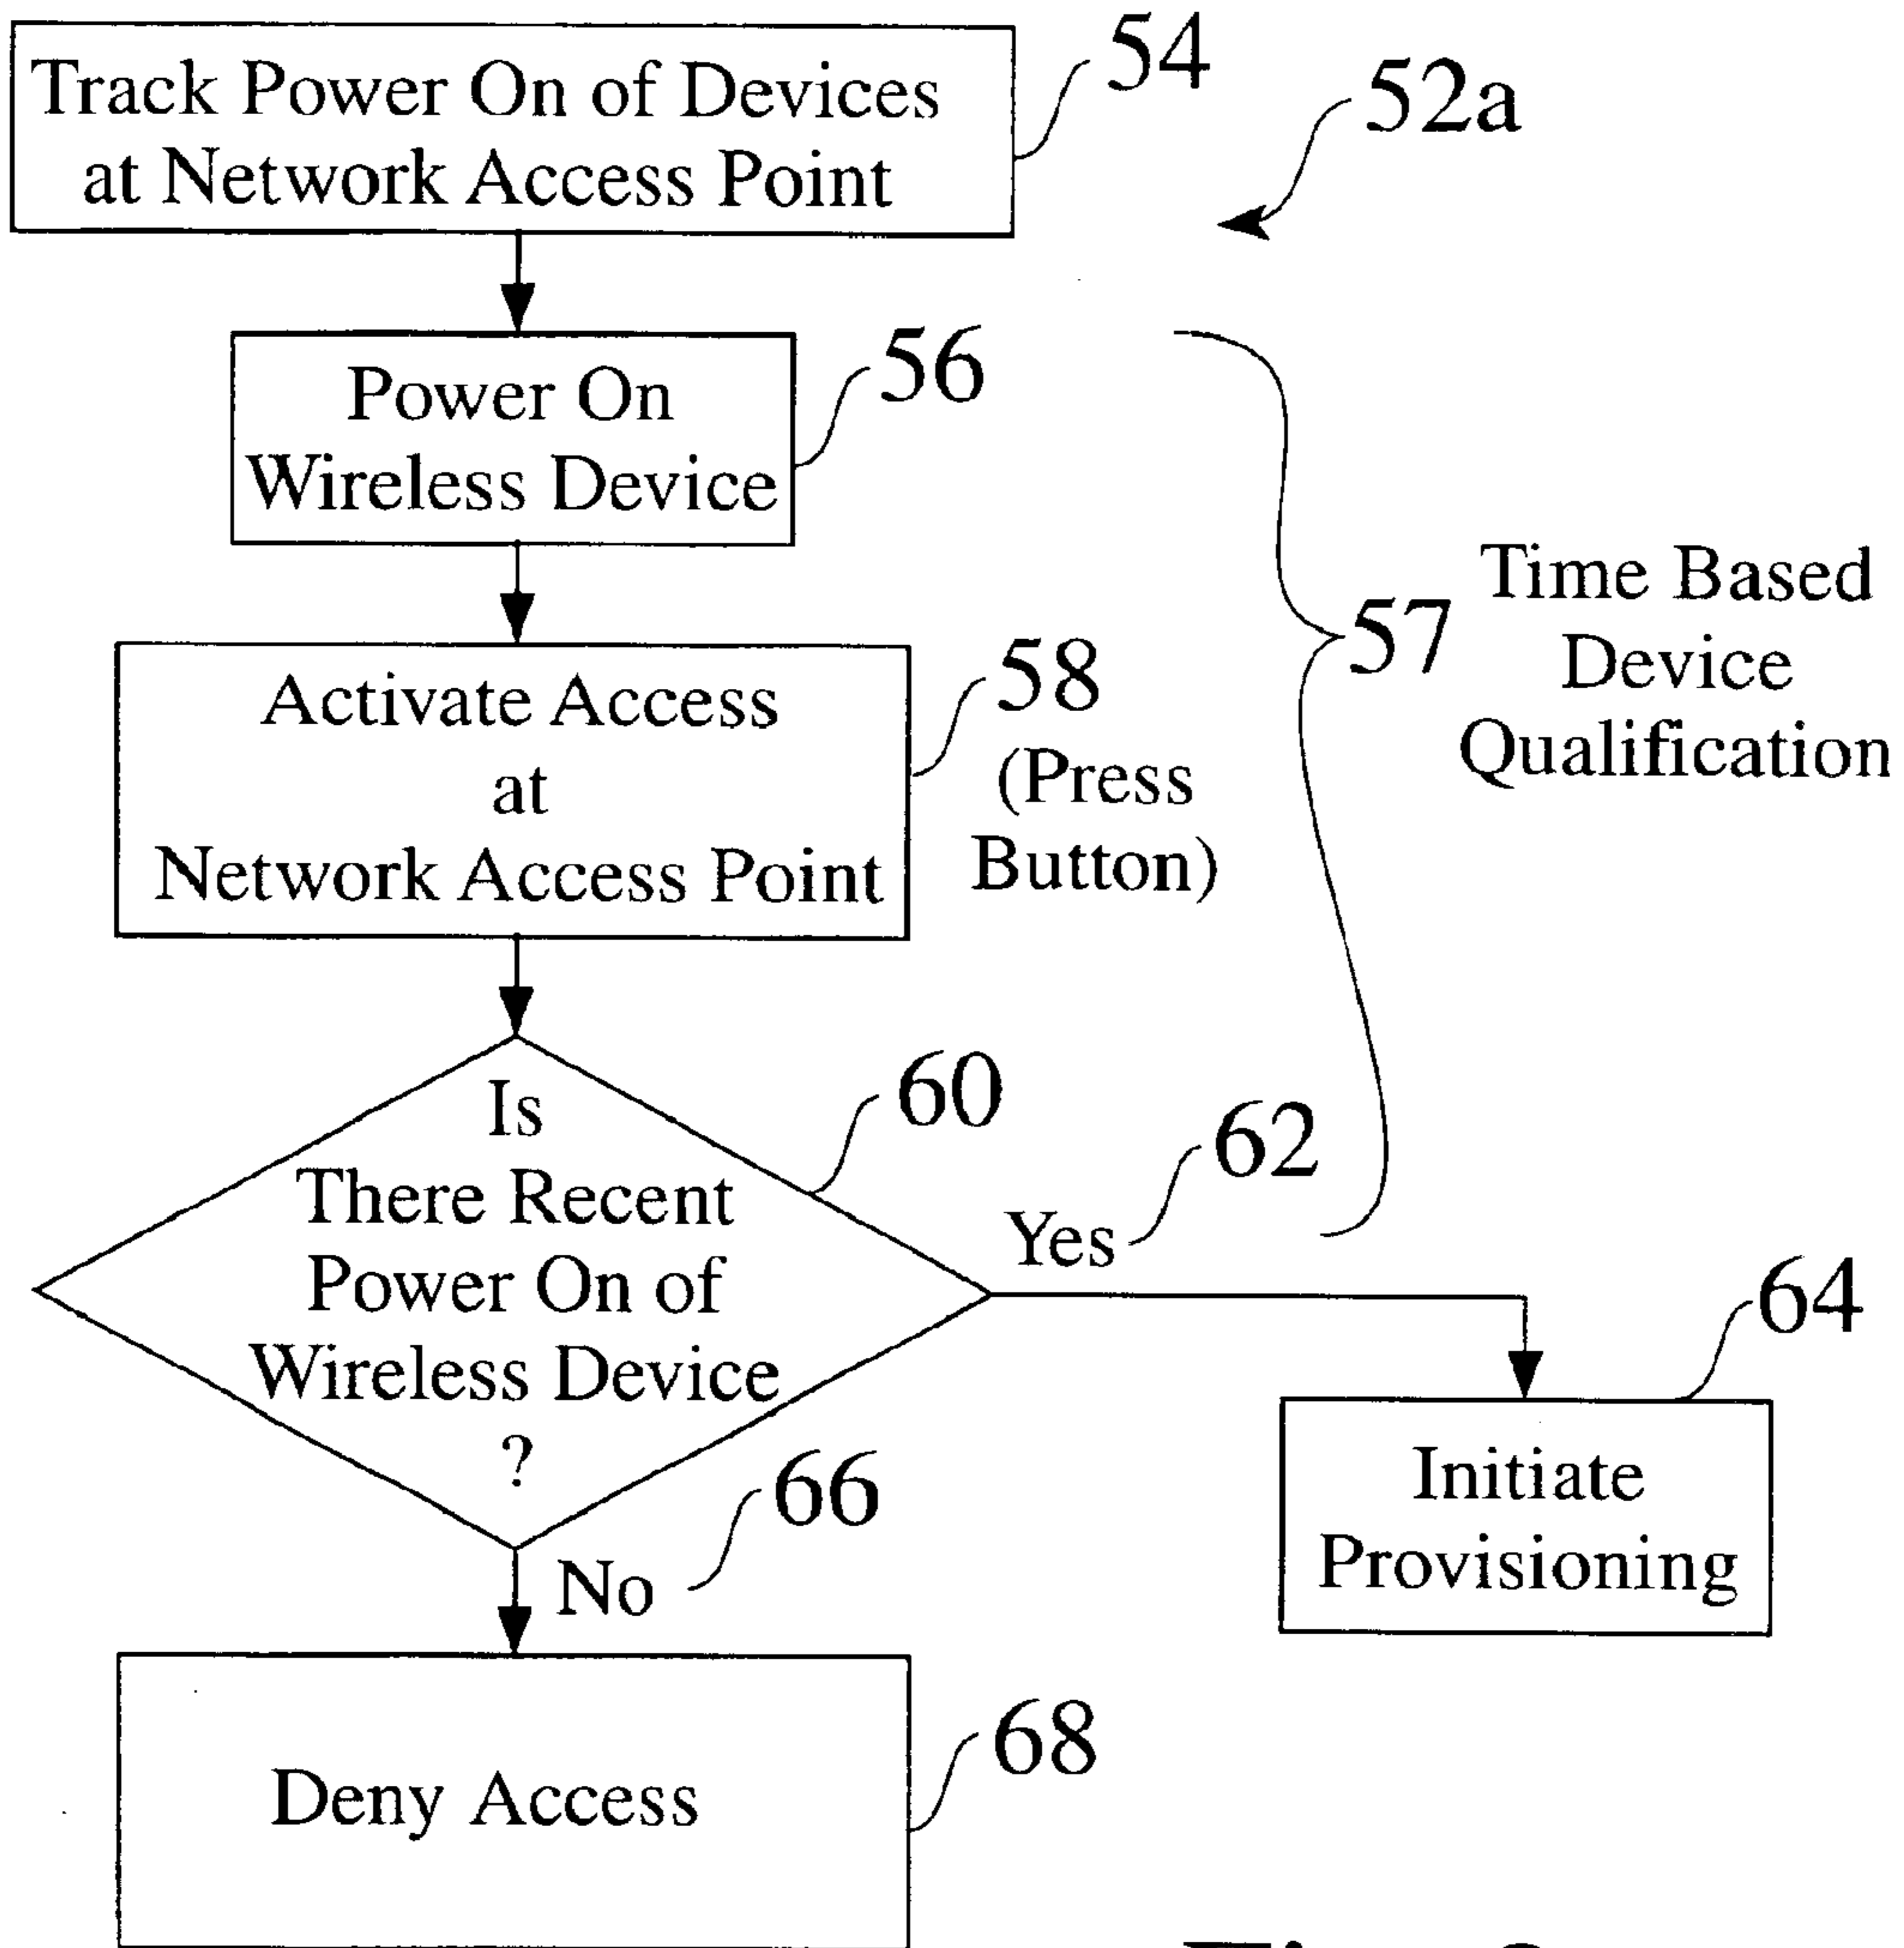 Track Power On of Devices
at Network Access Point
54
52a
Power On
Wireless Device
56
57
Time Based
Device
Qualification
Activate Access
at
Network Access Point
58
(Press
Button)
Is
There Recent
Power On of
Wireless Device
?
60
Yes
62
64
Initiate
Provisioning
No
66
Deny Access
68